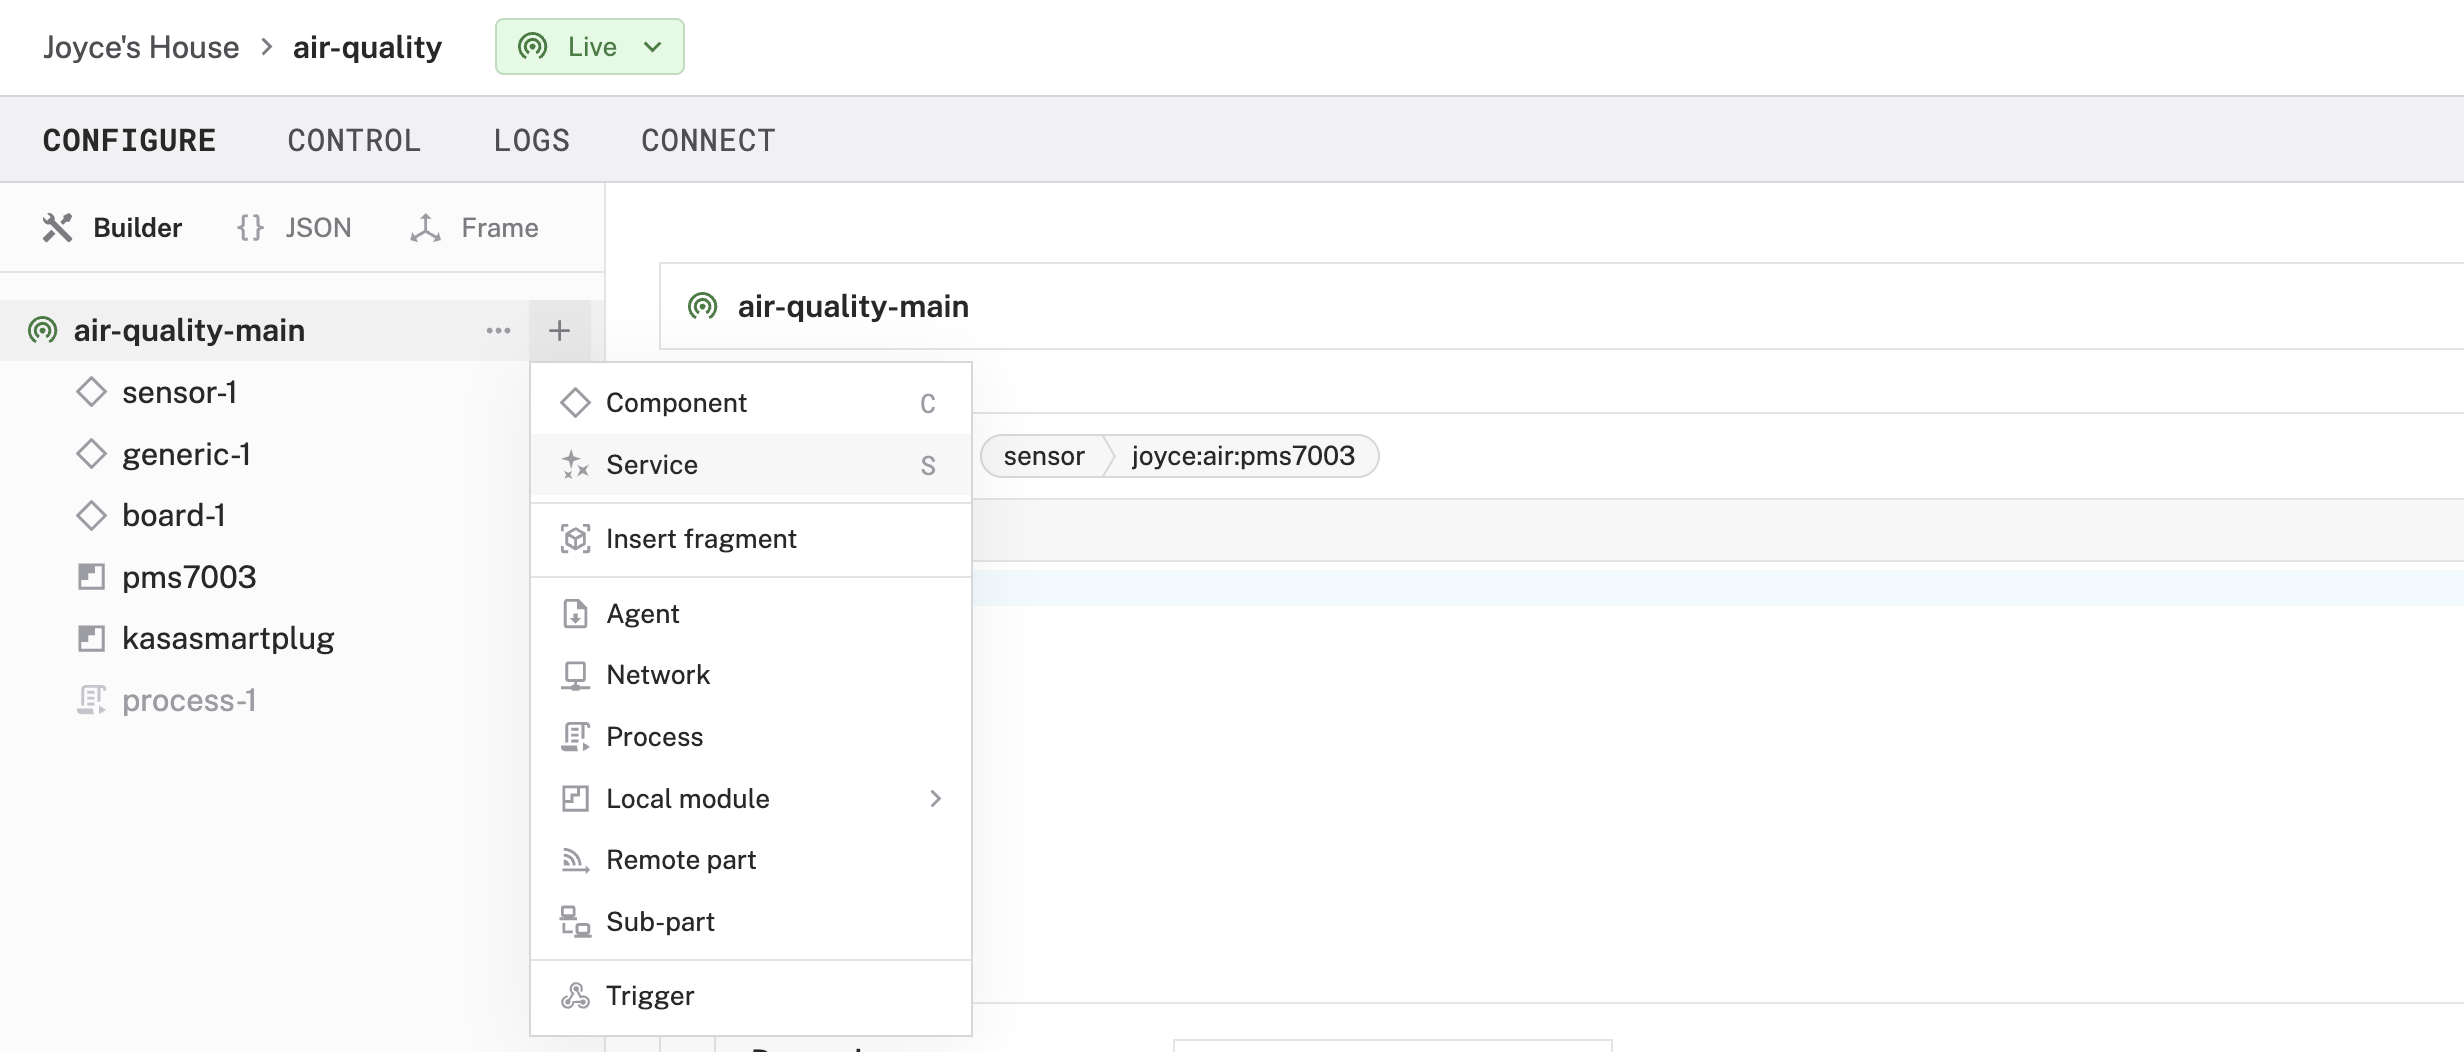 Joyce's House > air-quality Live
CONFIGURE CONTROL LOGS CONNECT
Builder {} JSON Frame
air-quality-main ... +
sensor-1
generic-1
board-1
pms7003
kasasmartplug
process-1
Component C
Service S
Insert fragment
Agent
Network
Process
Local module
Remote part
Sub-part
Trigger
air-quality-main
sensor joyce:air:pms7003